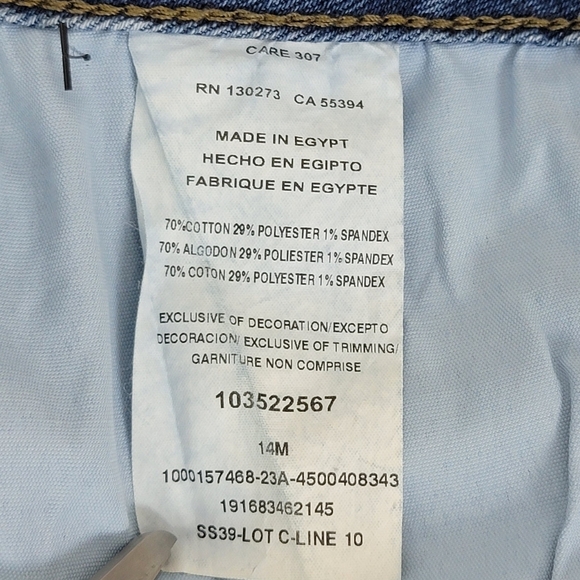 CARE 307
RN 130273 CA 55394
MADE IN EGYPT
HECHO EN EGIPTO
FABRIQUE EN EGYPTE
70%COTTON 29% POLYESTER 1% SPANDEX
70% ALGODON 29% POLIESTER 1% SPANDEX
70% COTON 29% POLYESTER 1% SPANDEX
EXCLUSIVE OF DECORATION/EXCEPTO
DECORACION/ EXCLUSIVE OF TRIMMING/
GARNITURE NON COMPRISE
103522567
14M
1000157468-23A-4500408343
191683462145
SS39-LOT C-LINE 10